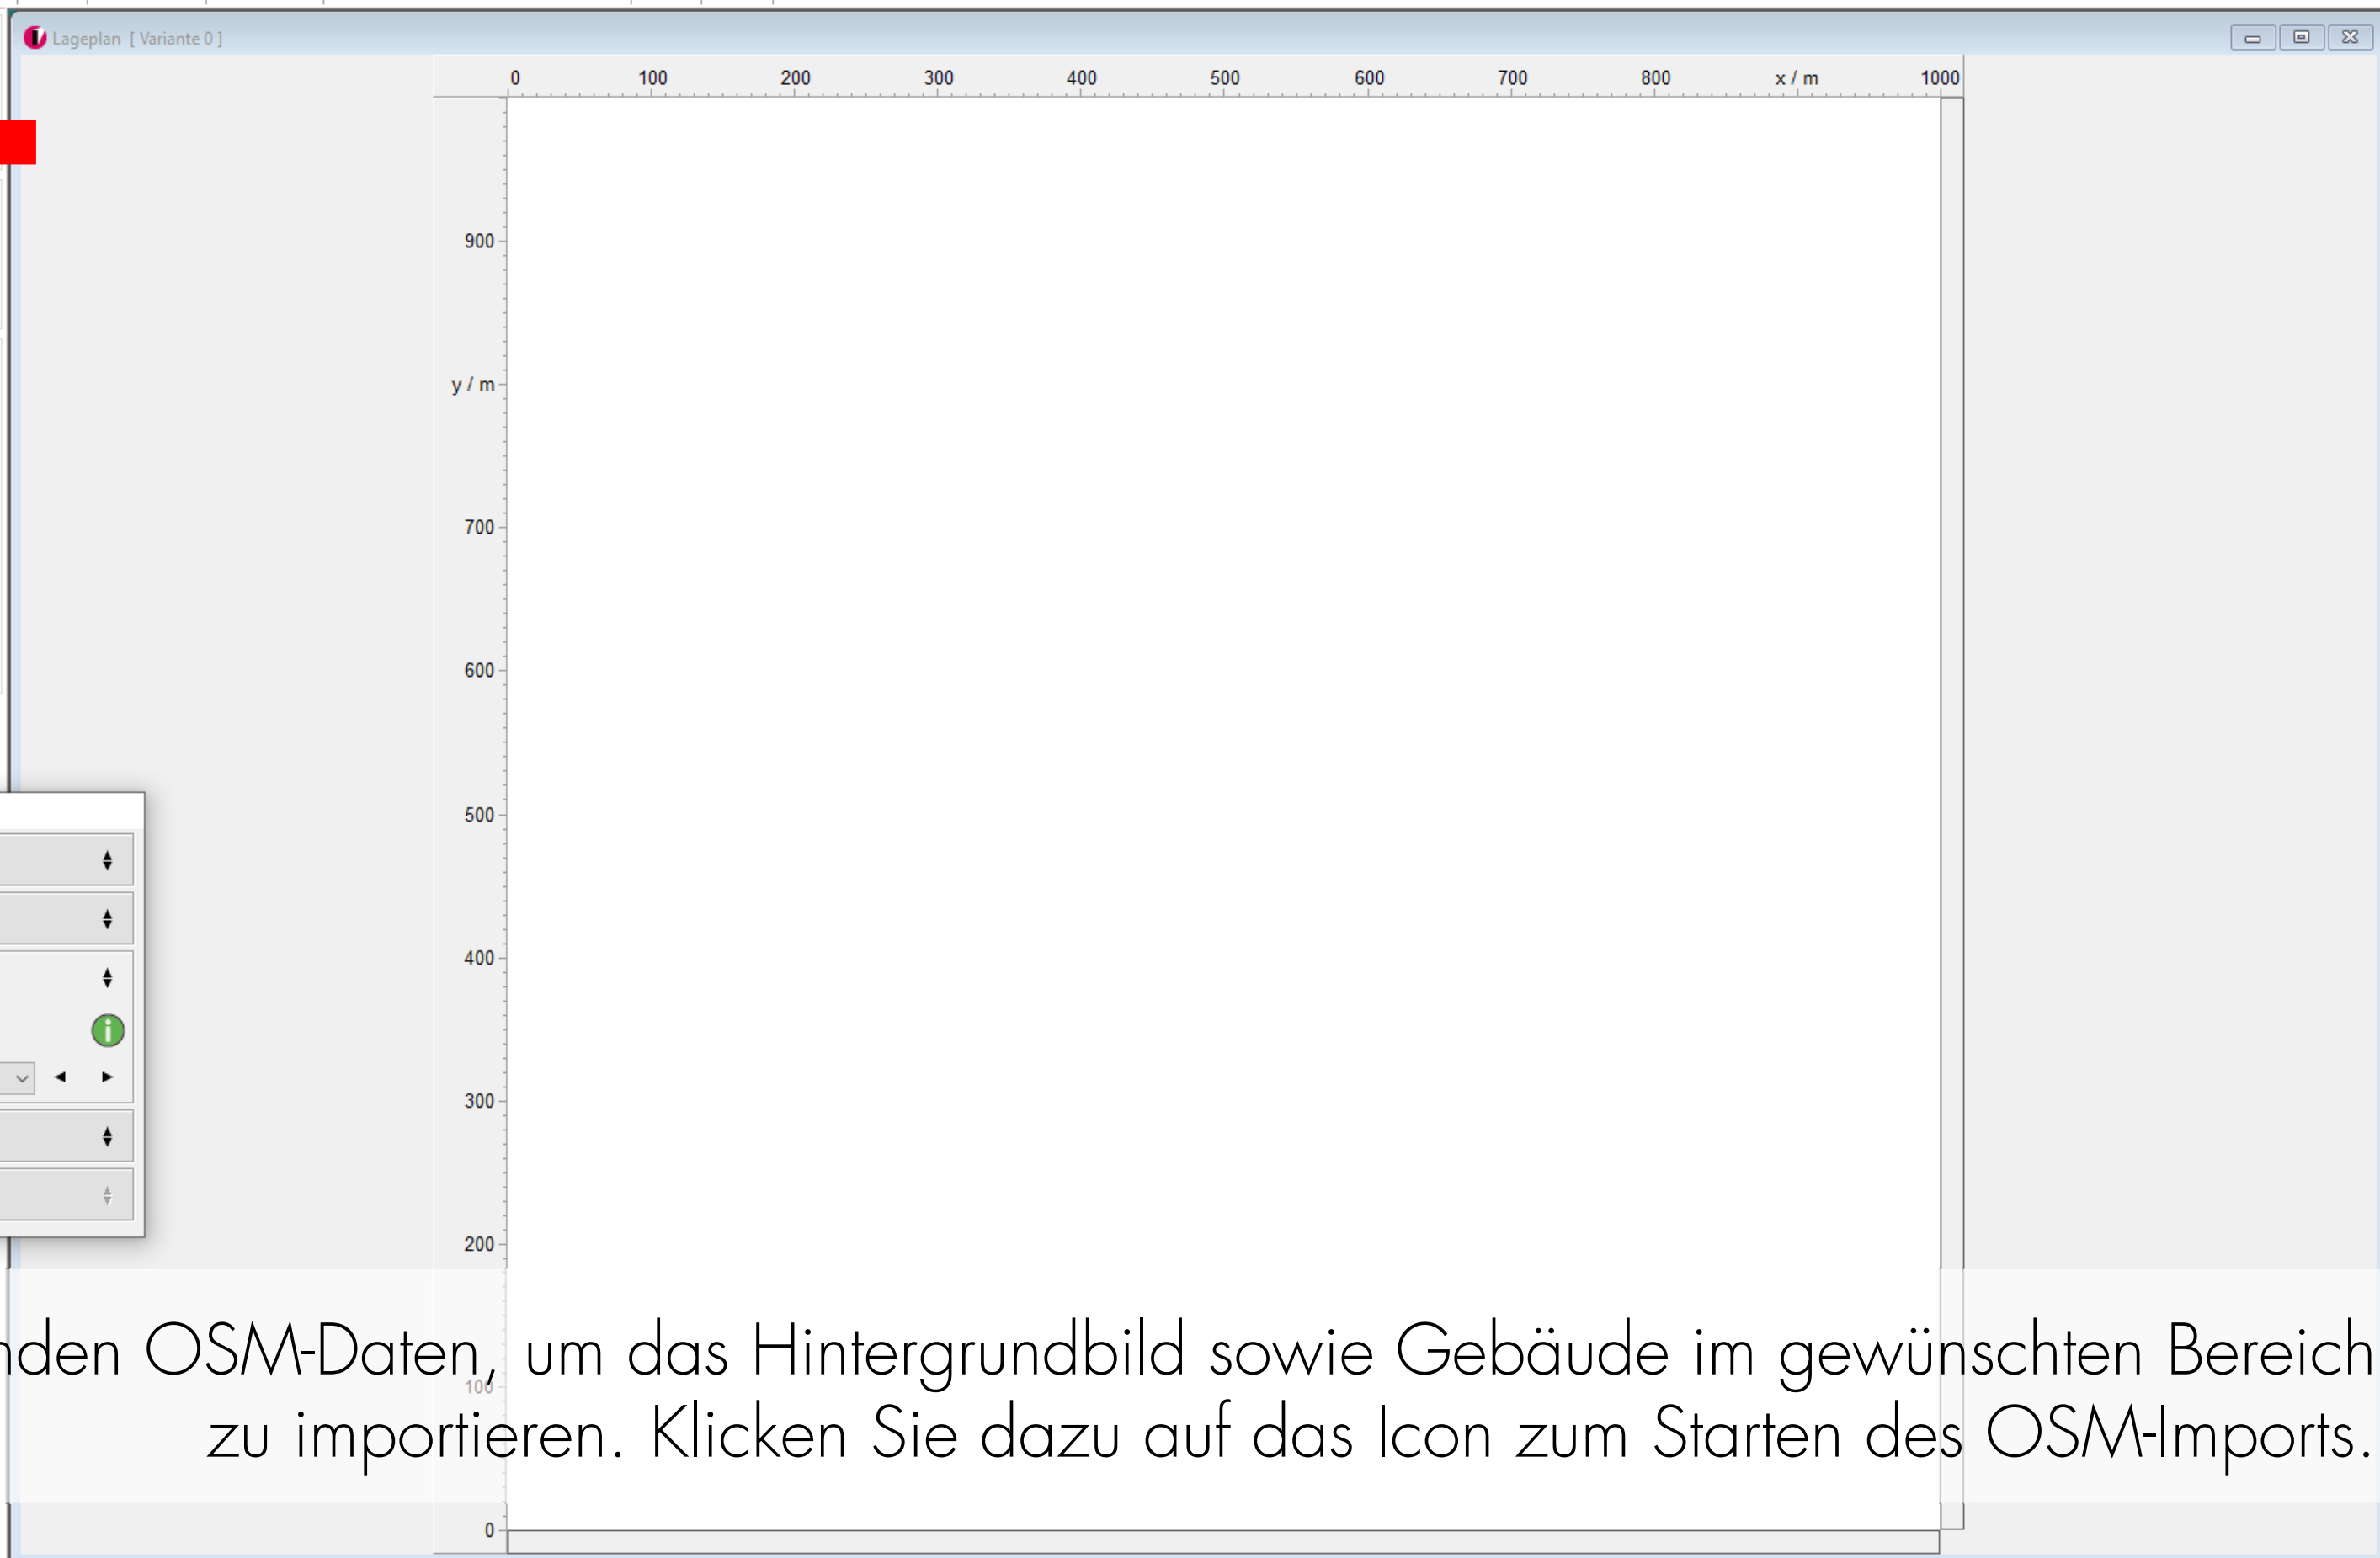 Lageplan [ Variante 0 ]
0 100 200 300 400 500 600 700 800 x / m 1000
900
y / m
700
600
500
400
300
200
100
0
OSM-Daten, um das Hintergrundbild sowie Gebäude im gewünschten Bereich
zu importieren. Klicken Sie dazu auf das Icon zum Starten des OSM-Imports.